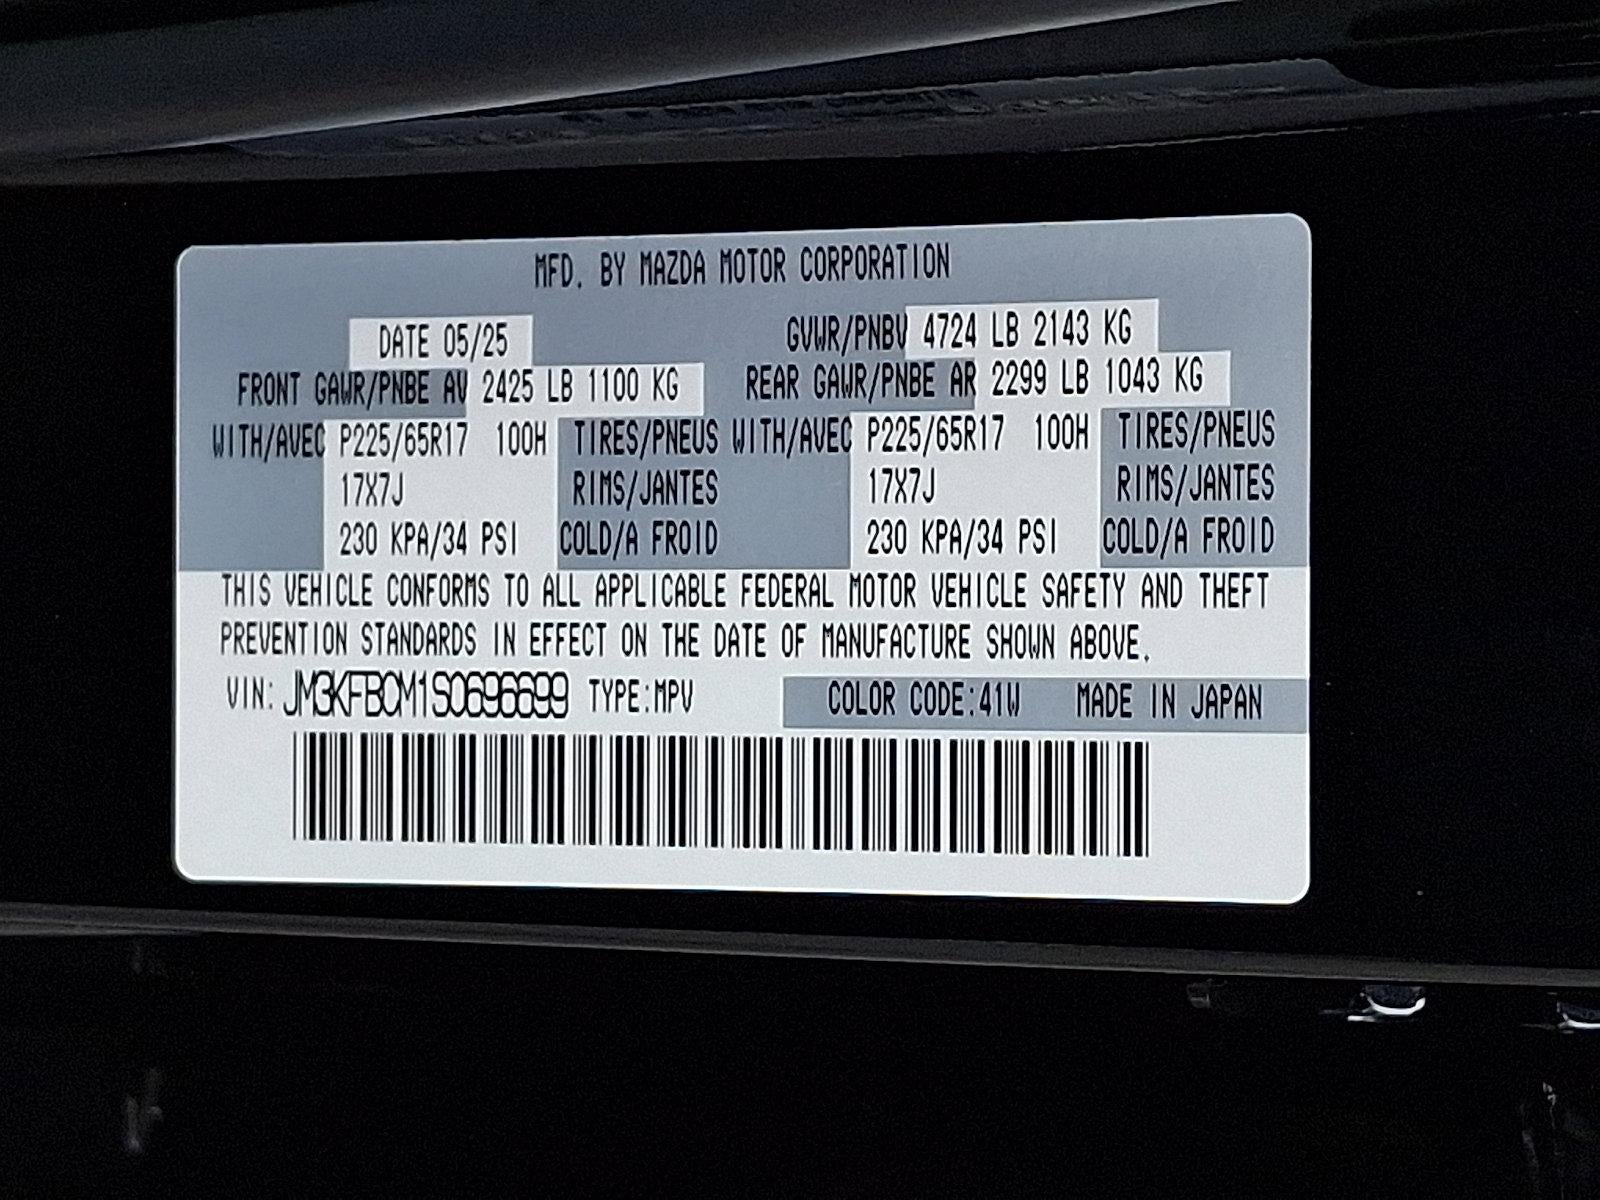 MFD. BY MAZDA MOTOR CORPORATION
DATE 05/25 GVWR/PNBV 4724 LB 2143 KG
FRONT GAWR/PNBE AV 2425 LB 1100 KG REAR GAWR/PNBE AR 2299 LB 1043 KG
WITH/AVEC P225/65R17 100H TIRES/PNEUS WITH/AVEC P225/65R17 100H TIRES/PNEUS
17X7J RIMS/JANTES 17X7J RIMS/JANTES
230 KPA/34 PSI COLD/A FROID 230 KPA/34 PSI COLD/A FROID
THIS VEHICLE CONFORMS TO ALL APPLICABLE FEDERAL MOTOR VEHICLE SAFETY AND THEFT
PREVENTION STANDARDS IN EFFECT ON THE DATE OF MANUFACTURE SHOWN ABOVE.
VIN: JM3KFBCM1S0696699 TYPE:MPV COLOR CODE:41W MADE IN JAPAN